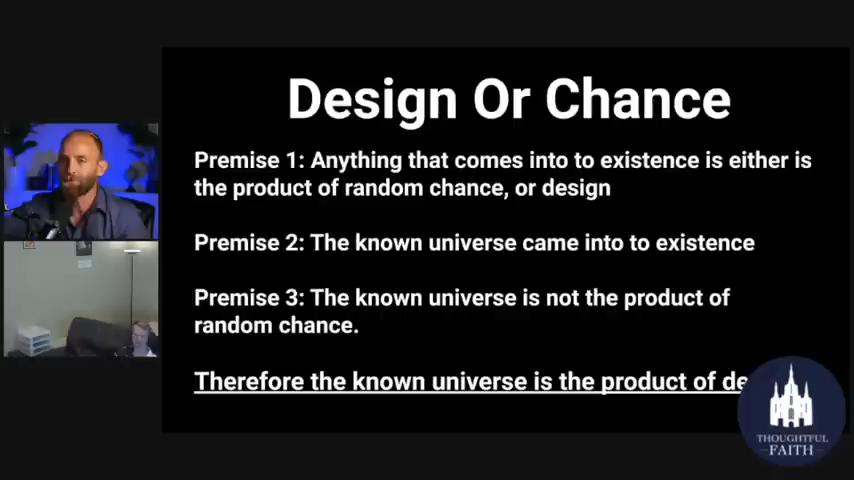 Design Or Chance
Premise 1: Anything that comes into to existence is either is
the product of random chance, or design
Premise 2: The known universe came into to existence
Premise 3: The known universe is not the product of
random chance.
Therefore the known universe is the product of
THOUGHTFUL
FAITH